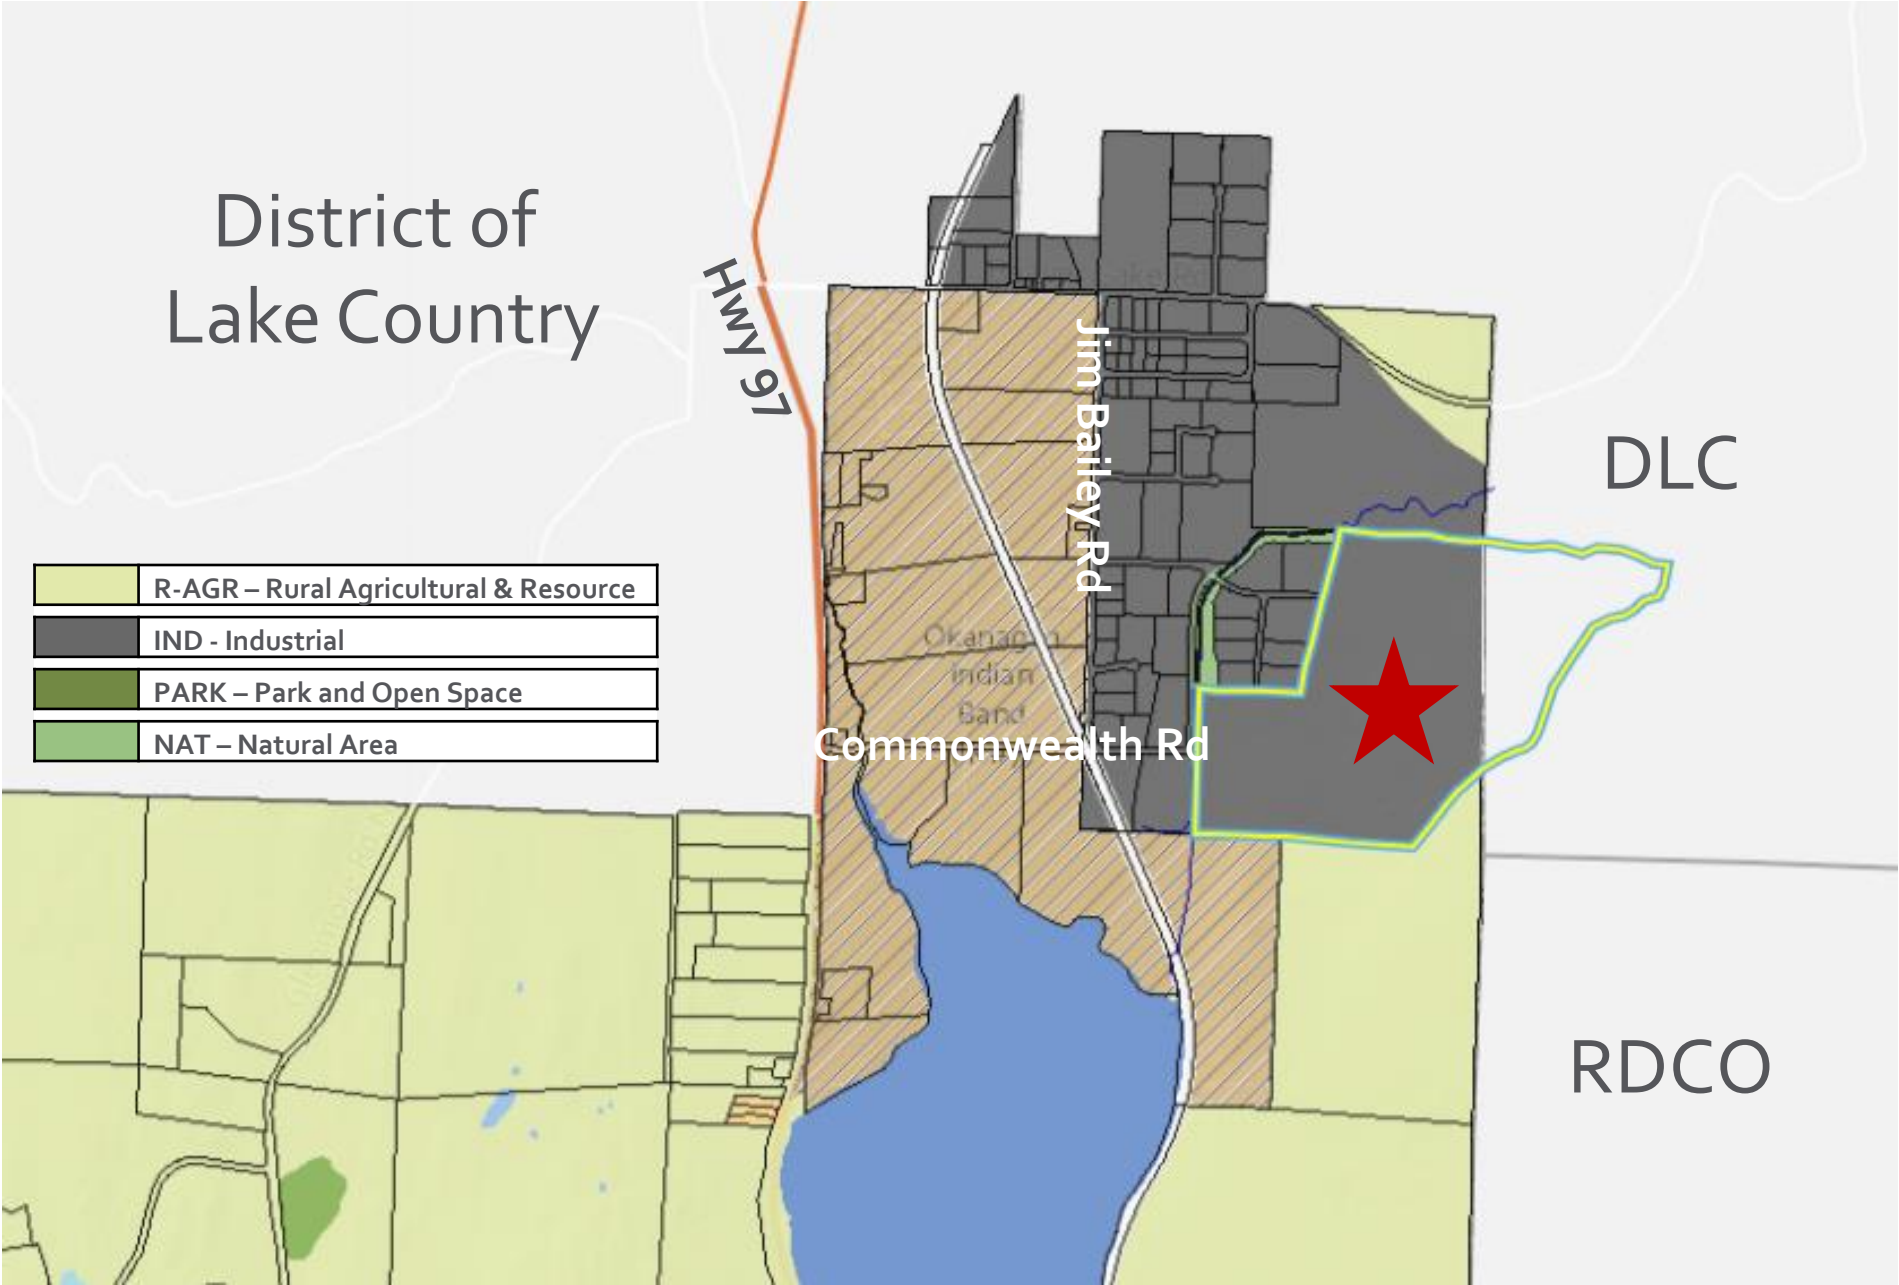 District of
Lake Country
Hwy 97
Jim Bailey Rd
DLC
R-AGR – Rural Agricultural & Resource
IND - Industrial
PARK – Park and Open Space
NAT – Natural Area
Okanagan
Indian
Band
Commonwealth Rd
RDCO